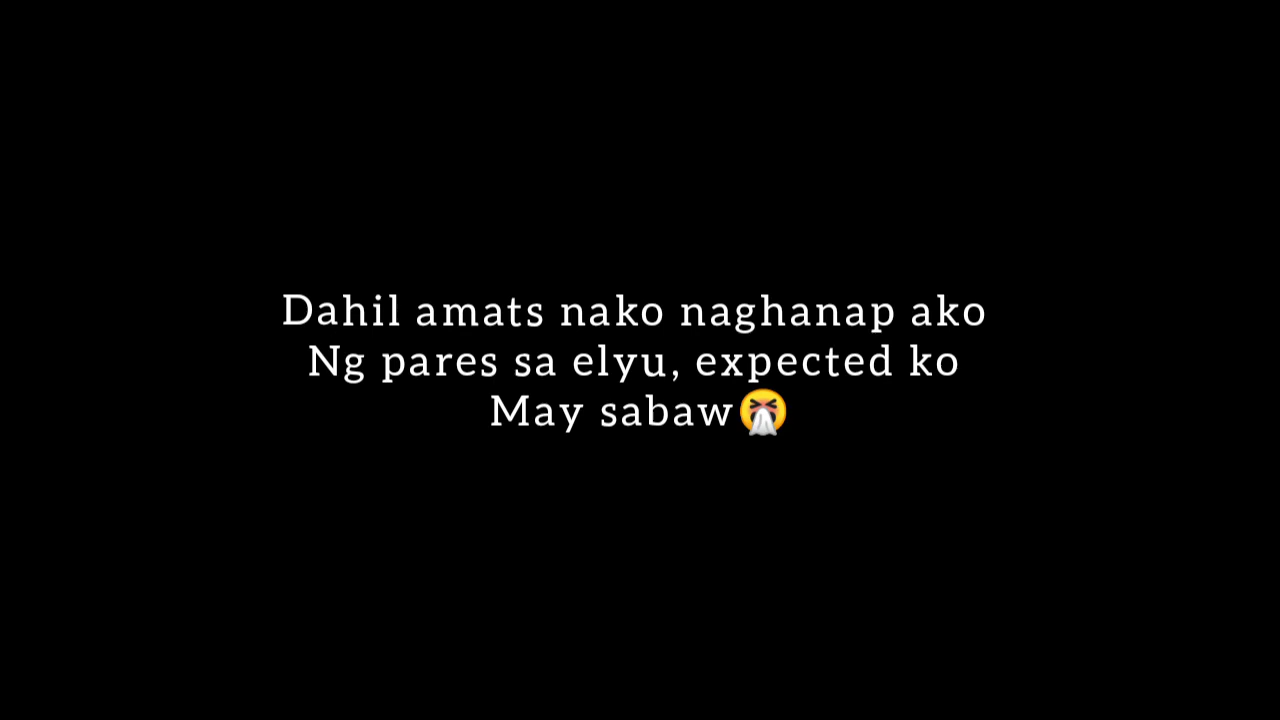 Dahil amats nako naghanap ako
Ng pares sa elyu, expected ko
May sabaw🤧